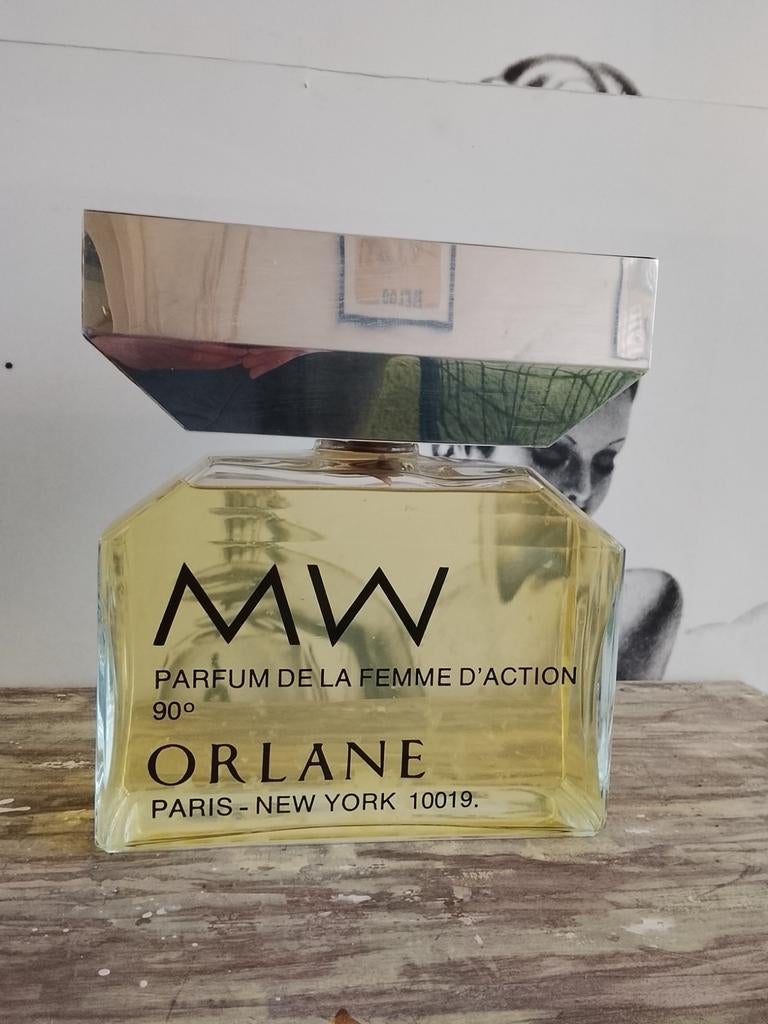 MW
PARFUM DE LA FEMME D'ACTION
90º
ORLANE
PARIS - NEW YORK 10019.